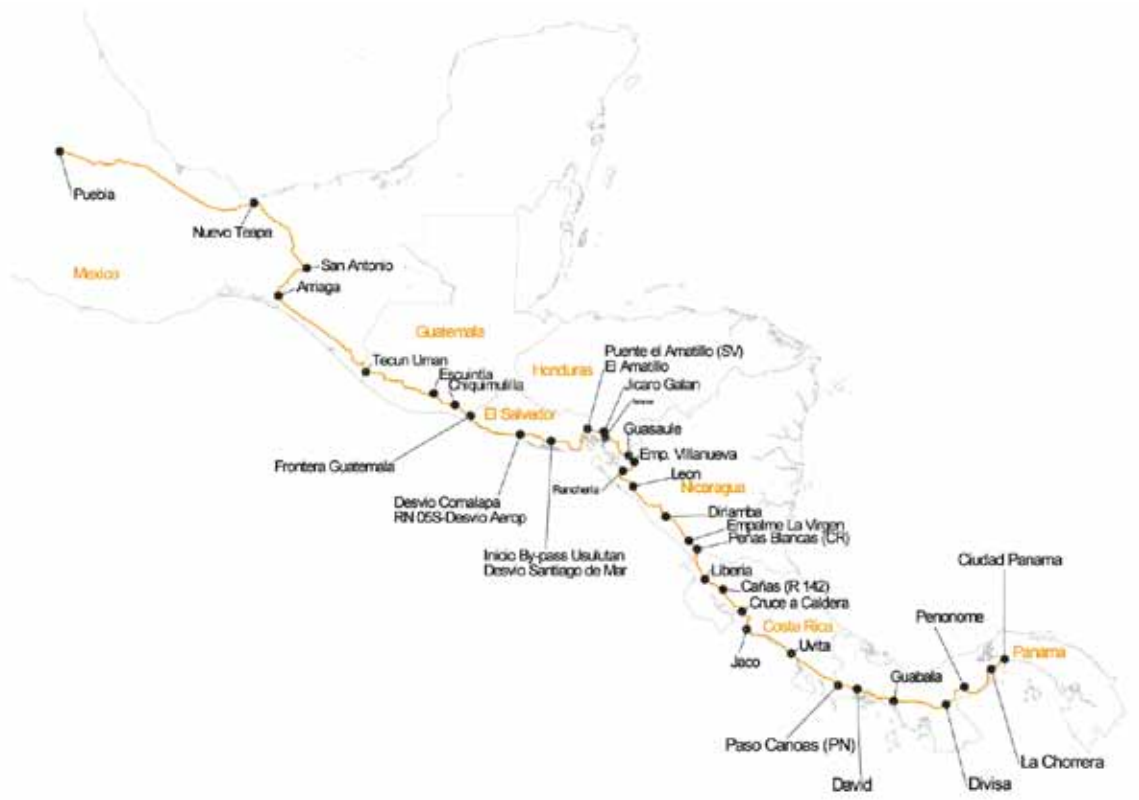 Puebla
Nuevo Teapa
Mexico
San Antonio
Arriaga
Guatemala
Tecun Uman
Escuintla
Chiquimulilla
El Salvador
Frontera Guatemala
Honduras
Puente el Amatillo (SV)
El Amatillo
Jicaro Galan
Guasaule
Emp. Villanueva
Leon
Rancheria
Nicaragua
Desvio Comalapa
RN 05S-Desvio Aerop
Inicio By-pass Usulutan
Desvio Santiago de Mar
Diriamba
Empalme La Virgen
Peñas Blancas (CR)
Liberia
Cañas (R 142)
Cruce a Caldera
Costa Rica
Jaco
Uvita
Ciudad Panama
Penonome
Panama
Guabala
Paso Canoas (PN)
David
Divisa
La Chorrera